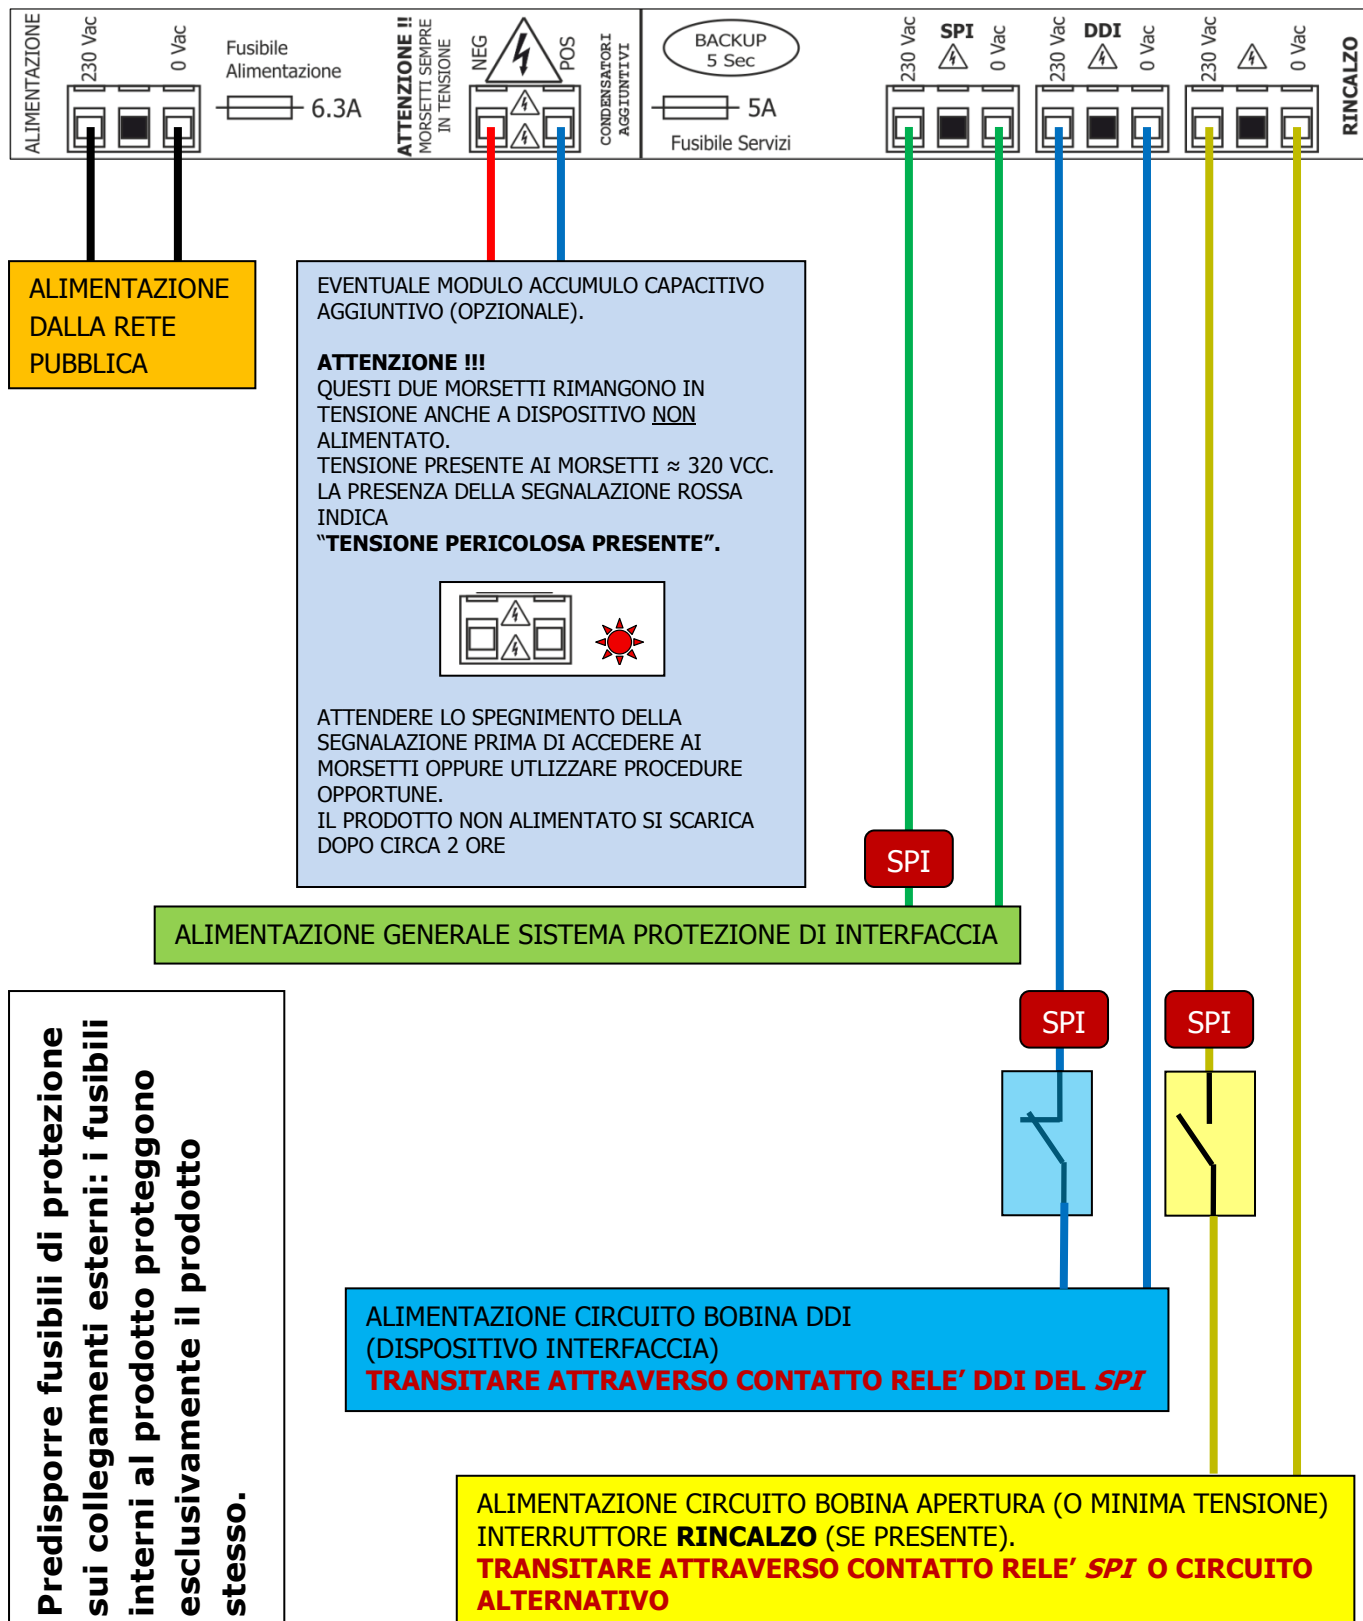 ALIMENTAZIONE
230 Vac
0 Vac
Fusibile
Alimentazione
6.3A
ATTENZIONE !!
MORSETTI SEMPRE
IN TENSIONE
NEG
POS
CONDENSATORI
AGGIUNTIVI
BACKUP
5 Sec
5A
Fusibile Servizi
230 Vac
SPI
0 Vac
230 Vac
DDI
0 Vac
230 Vac
0 Vac
RINCALZO
ALIMENTAZIONE
DALLA RETE
PUBBLICA
EVENTUALE MODULO ACCUMULO CAPACITIVO
AGGIUNTIVO (OPZIONALE).
ATTENZIONE !!!
QUESTI DUE MORSETTI RIMANGONO IN
TENSIONE ANCHE A DISPOSITIVO NON
ALIMENTATO.
TENSIONE PRESENTE AI MORSETTI ≈ 320 VCC.
LA PRESENZA DELLA SEGNALAZIONE ROSSA
INDICA
“TENSIONE PERICOLOSA PRESENTE”.
ATTENDERE LO SPEGNIMENTO DELLA
SEGNALAZIONE PRIMA DI ACCEDERE AI
MORSETTI OPPURE UTLIZZARE PROCEDURE
OPPORTUNE.
IL PRODOTTO NON ALIMENTATO SI SCARICA
DOPO CIRCA 2 ORE
SPI
ALIMENTAZIONE GENERALE SISTEMA PROTEZIONE DI INTERFACCIA
SPI
SPI
Predisporre fusibili di protezione
sui collegamenti esterni: i fusibili
interni al prodotto proteggono
esclusivamente il prodotto
stesso.
ALIMENTAZIONE CIRCUITO BOBINA DDI
(DISPOSITIVO INTERFACCIA)
TRANSITARE ATTRAVERSO CONTATTO RELE’ DDI DEL SPI
ALIMENTAZIONE CIRCUITO BOBINA APERTURA (O MINIMA TENSIONE)
INTERRUTTORE RINCALZO (SE PRESENTE).
TRANSITARE ATTRAVERSO CONTATTO RELE’ SPI O CIRCUITO
ALTERNATIVO